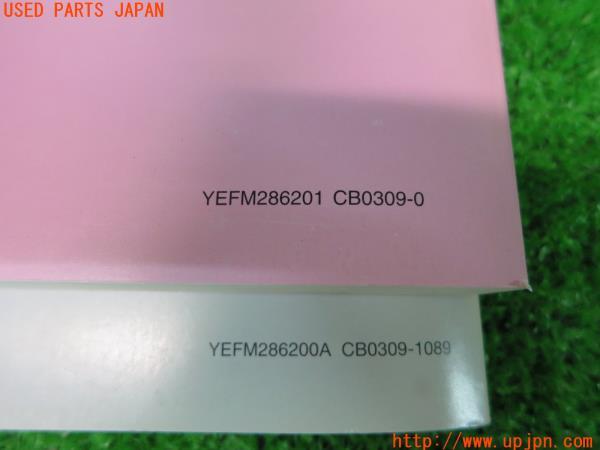 USED PARTS JAPAN
YEFM286201 CB0309-0
YEFM286200A CB0309-1089
http://www.upjpn.com